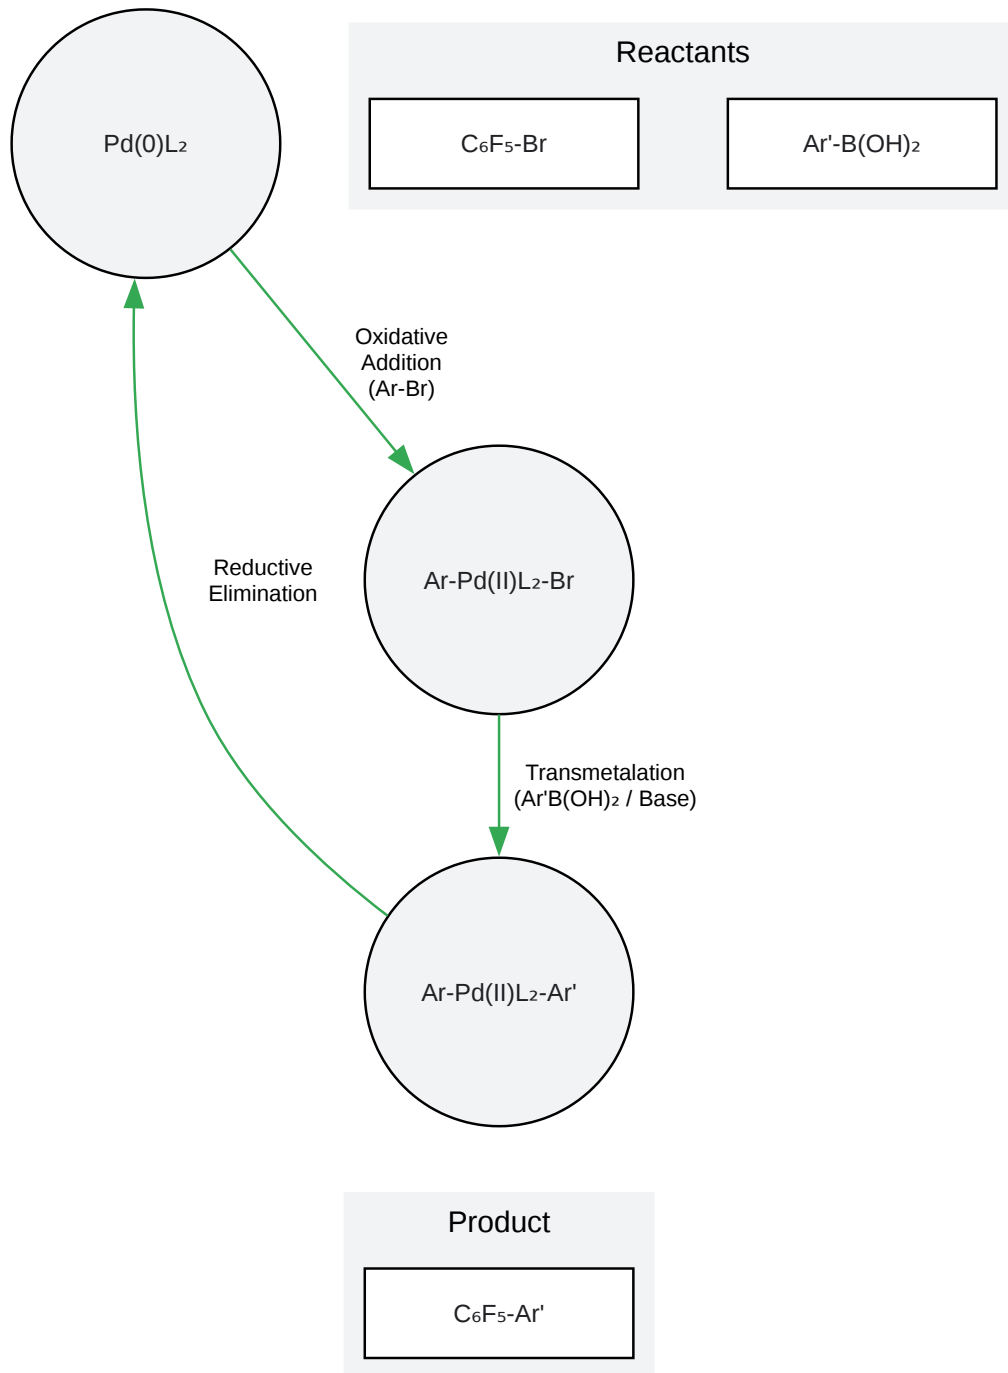 Reactants
Pd(0)L₂
C₆F₅-Br
Ar'-B(OH)₂
Oxidative
Addition
(Ar-Br)
Reductive
Elimination
Ar-Pd(II)L₂-Br
Transmetalation
(Ar'B(OH)₂ / Base)
Ar-Pd(II)L₂-Ar'
Product
C₆F₅-Ar'